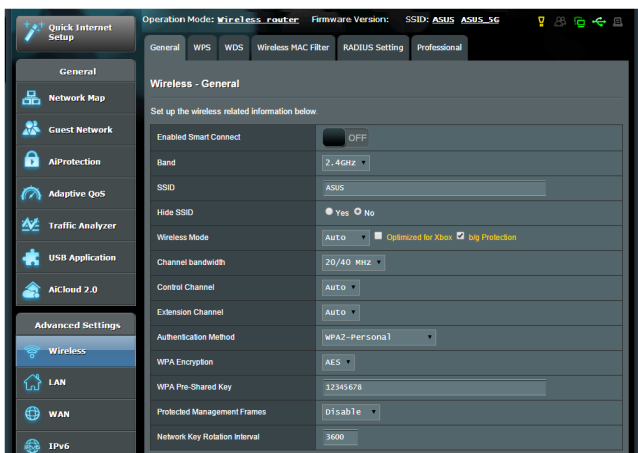 Quick Internet
Setup
Operation Mode: Wireless router Firmware Version: SSID: ASUS ASUS_5G
General WPS WDS Wireless MAC Filter RADIUS Setting Professional
General
Network Map
Guest Network
AiProtection
Adaptive QoS
Traffic Analyzer
USB Application
AiCloud 2.0
Advanced Settings
Wireless
LAN
WAN
IPv6
Wireless - General
Set up the wireless related information below.
Enabled Smart Connect OFF
Band 2.4GHz
SSID ASUS
Hide SSID Yes No
Wireless Mode Auto Optimized for Xbox b/g Protection
Channel bandwidth 20/40 MHz
Control Channel Auto
Extension Channel Auto
Authentication Method WPA2-Personal
WPA Encryption AES
WPA Pre-Shared Key 12345678
Protected Management Frames Disable
Network Key Rotation Interval 3600